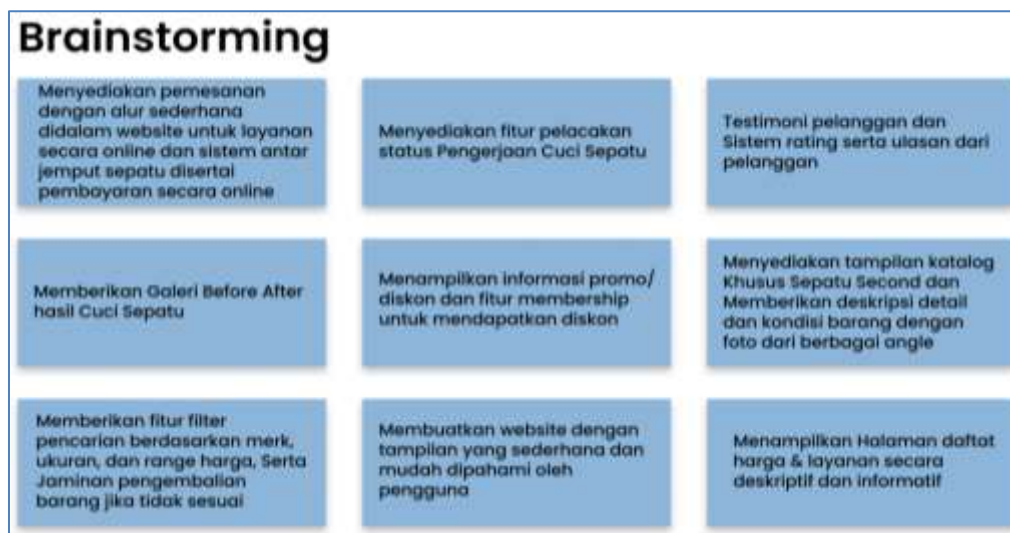 Brainstorming
Menyediakan pemesanan
dengan alur sederhana
didalam website untuk layanan
secara online dan sistem antar
jemput sepatu disertai
pembayaran secara online
Menyediakan fitur pelacakan
status Pengerjaan Cuci Sepatu
Testimoni pelanggan dan
Sistem rating serta ulasan dari
pelanggan
Memberikan Galeri Before After
hasil Cuci Sepatu
Menampilkan informasi promo/
diskon dan fitur membership
untuk mendapatkan diskon
Menyediakan tampilan katalog
Khusus Sepatu Second dan
Memberikan deskripsi detail
dan kondisi barang dengan
foto dari berbagai angle
Memberikan fitur filter
pencarian berdasarkan merk,
ukuran, dan range harga, Serta
Jaminan pengembalian
barang jika tidak sesuai
Membuatkan website dengan
tampilan yang sederhana dan
mudah dipahami oleh
pengguna
Menampilkan Halaman daftat
harga & layanan secara
deskriptif dan informatif